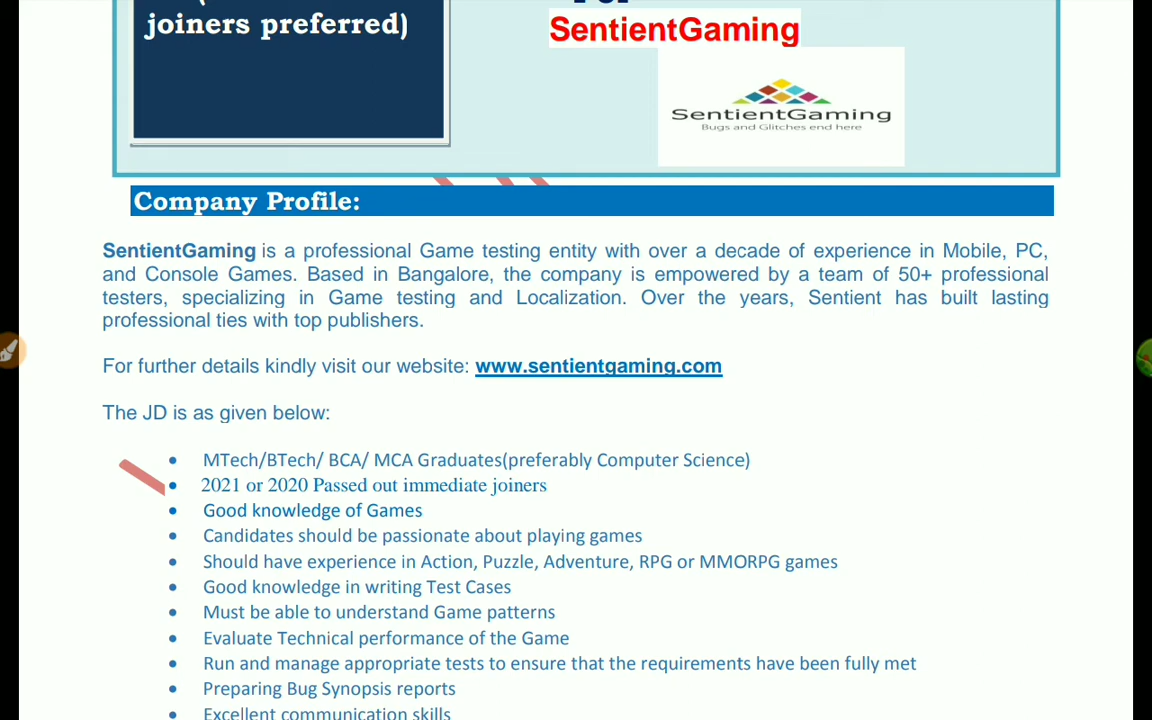 joiners preferred)
SentientGaming
SentientGaming
Bugs and Glitches end here
Company Profile:
SentientGaming is a professional Game testing entity with over a decade of experience in Mobile, PC,
and Console Games. Based in Bangalore, the company is empowered by a team of 50+ professional
testers, specializing in Game testing and Localization. Over the years, Sentient has built lasting
professional ties with top publishers.
For further details kindly visit our website: www.sentientgaming.com
The JD is as given below:
• MTech/BTech/ BCA/ MCA Graduates(preferably Computer Science)
• 2021 or 2020 Passed out immediate joiners
• Good knowledge of Games
• Candidates should be passionate about playing games
• Should have experience in Action, Puzzle, Adventure, RPG or MMORPG games
• Good knowledge in writing Test Cases
• Must be able to understand Game patterns
• Evaluate Technical performance of the Game
• Run and manage appropriate tests to ensure that the requirements have been fully met
• Preparing Bug Synopsis reports
• Excellent communication skills